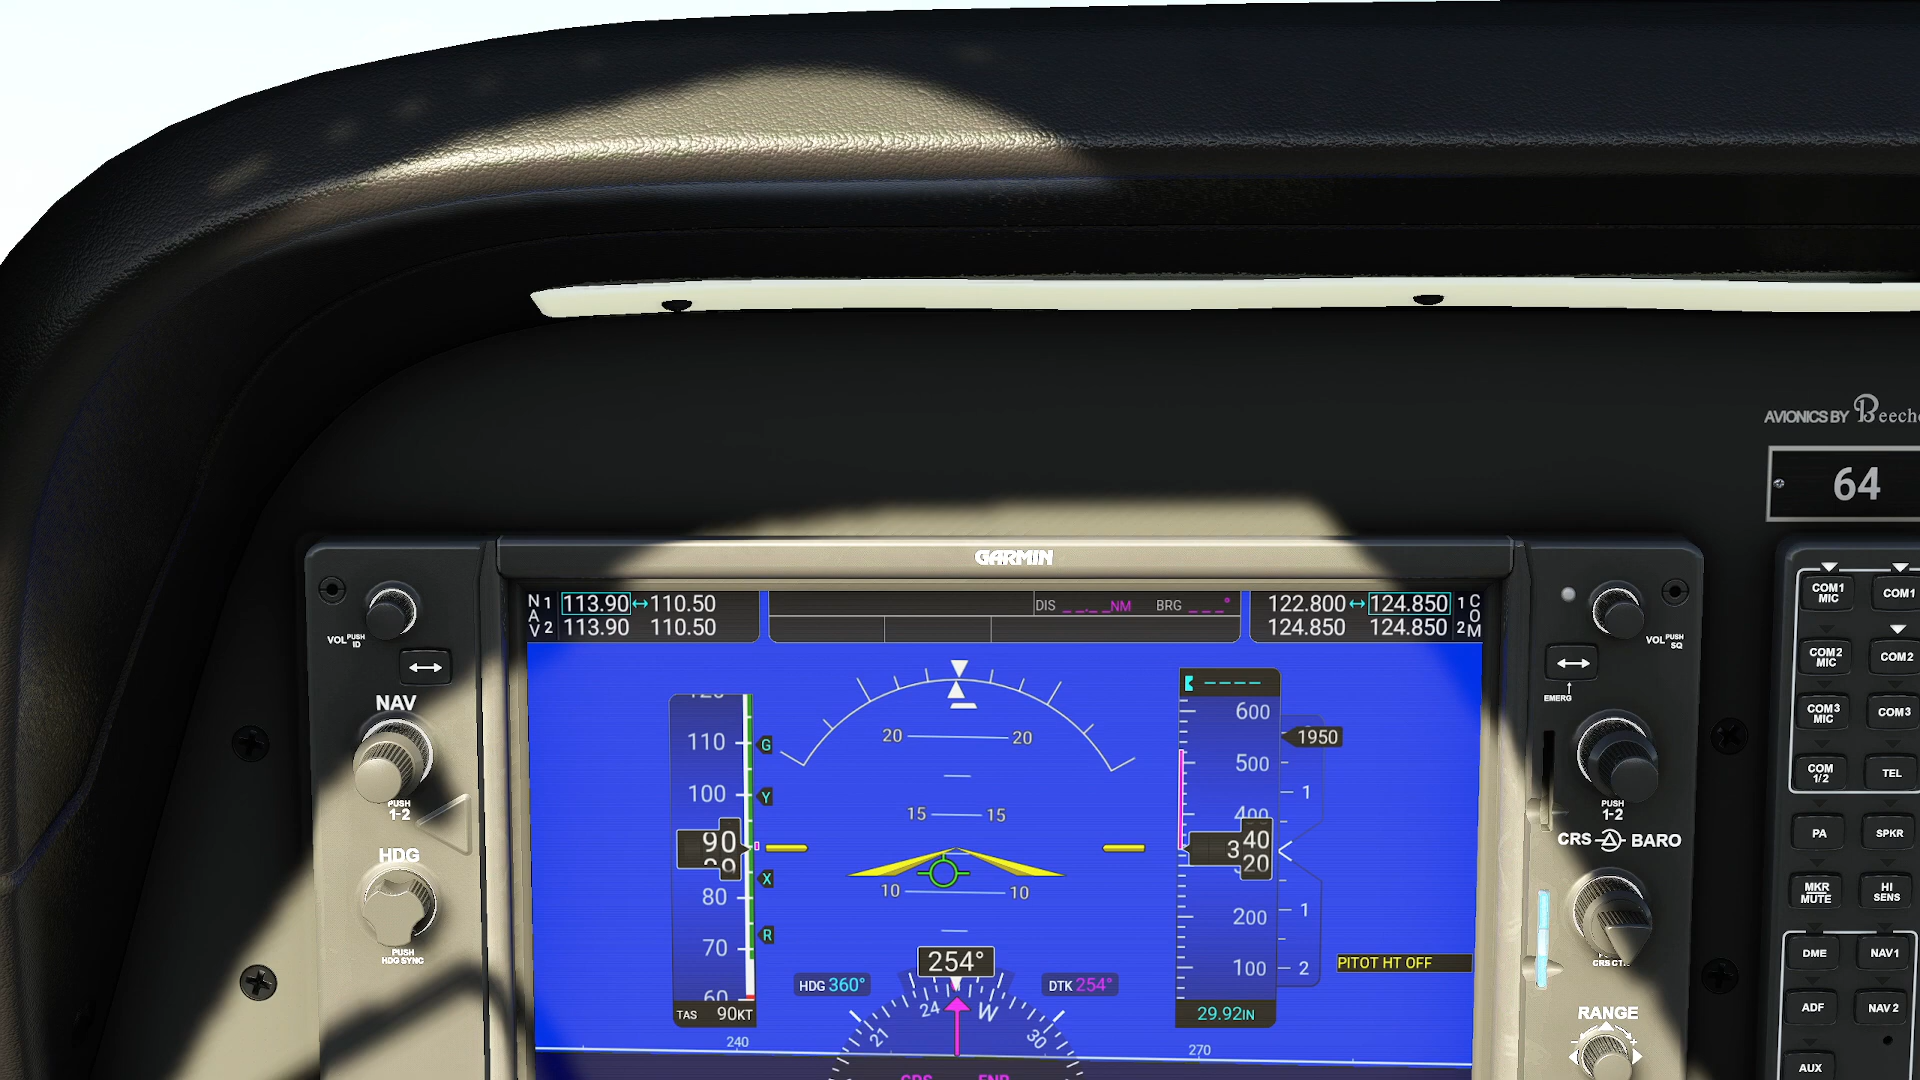 AVIONICS BY
64
GARMIN
N 1 113.90 ↔ 110.50
A
V 2 113.90 110.50
DIS _ _._ _NM BRG _ _ _°
122.800 ↔ 124.850 1 C
O
124.850 124.850 2 M
VOL PUSH ID
VOL PUSH SQ
EMERG
NAV
PUSH
1-2
HDG
PUSH
HDG SYNC
PUSH
1-2
CRS BARO
RANGE
110
100
90
80
70
TAS 90KT
G
Y
X
R
20 20
15 15
10 10
600
500
400
3 40
20
200
100
29.92IN
1950
1
1
2
PITOT HT OFF
254°
HDG 360°
DTK 254°
21
24
W
30
240
270
COM1
MIC
COM1
COM2
MIC
COM2
COM3
MIC
COM3
COM
1/2
TEL
PA
SPKR
MKR
MUTE
HI
SENS
DME
NAV1
ADF
NAV 2
AUX